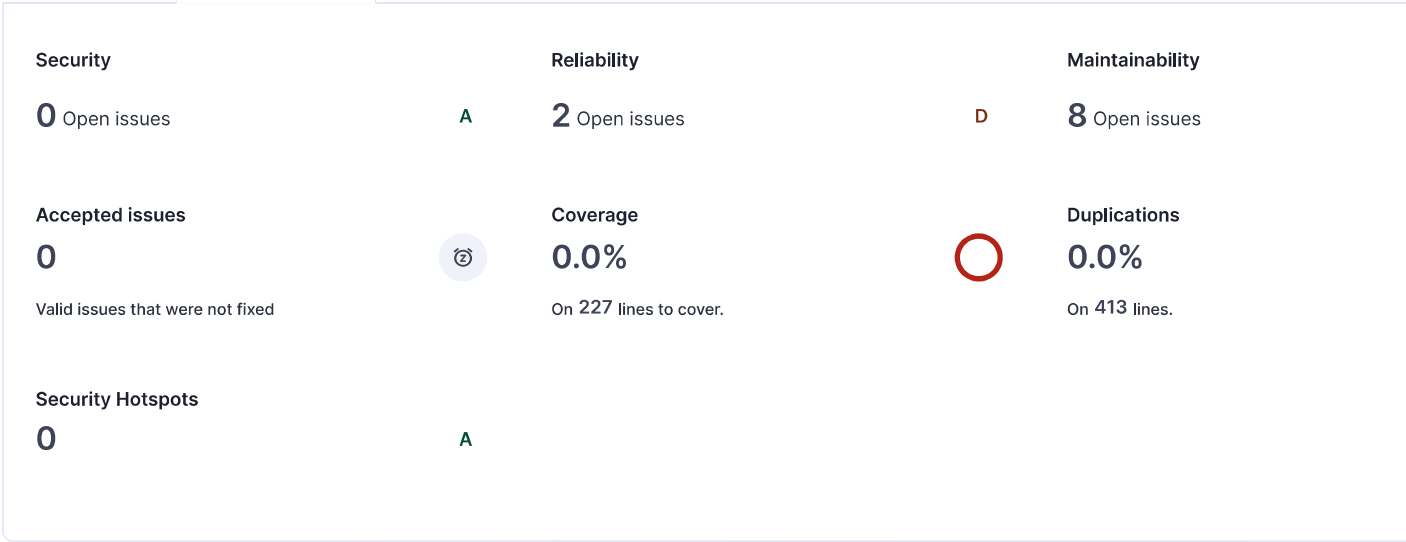 Security
0 Open issues
A
Reliability
2 Open issues
D
Maintainability
8 Open issues
Accepted issues
0
Valid issues that were not fixed
Coverage
0.0%
On 227 lines to cover.
Duplications
0.0%
On 413 lines.
Security Hotspots
0
A